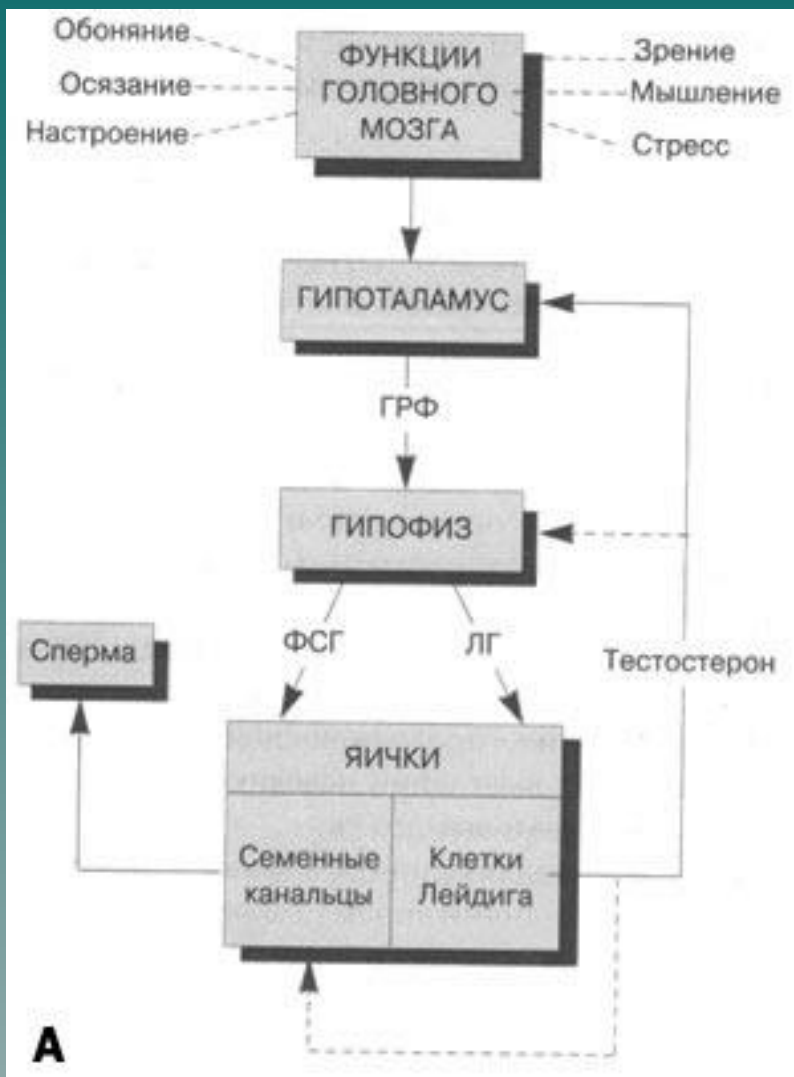 Обоняние
Осязание
Настроение
ФУНКЦИИ
ГОЛОВНОГО
МОЗГА
Зрение
Мышление
Стресс
ГИПОТАЛАМУС
ГРФ
ГИПОФИЗ
ФСГ
ЛГ
Сперма
Тестостерон
ЯИЧКИ
Семенные
канальцы
Клетки
Лейдига
А